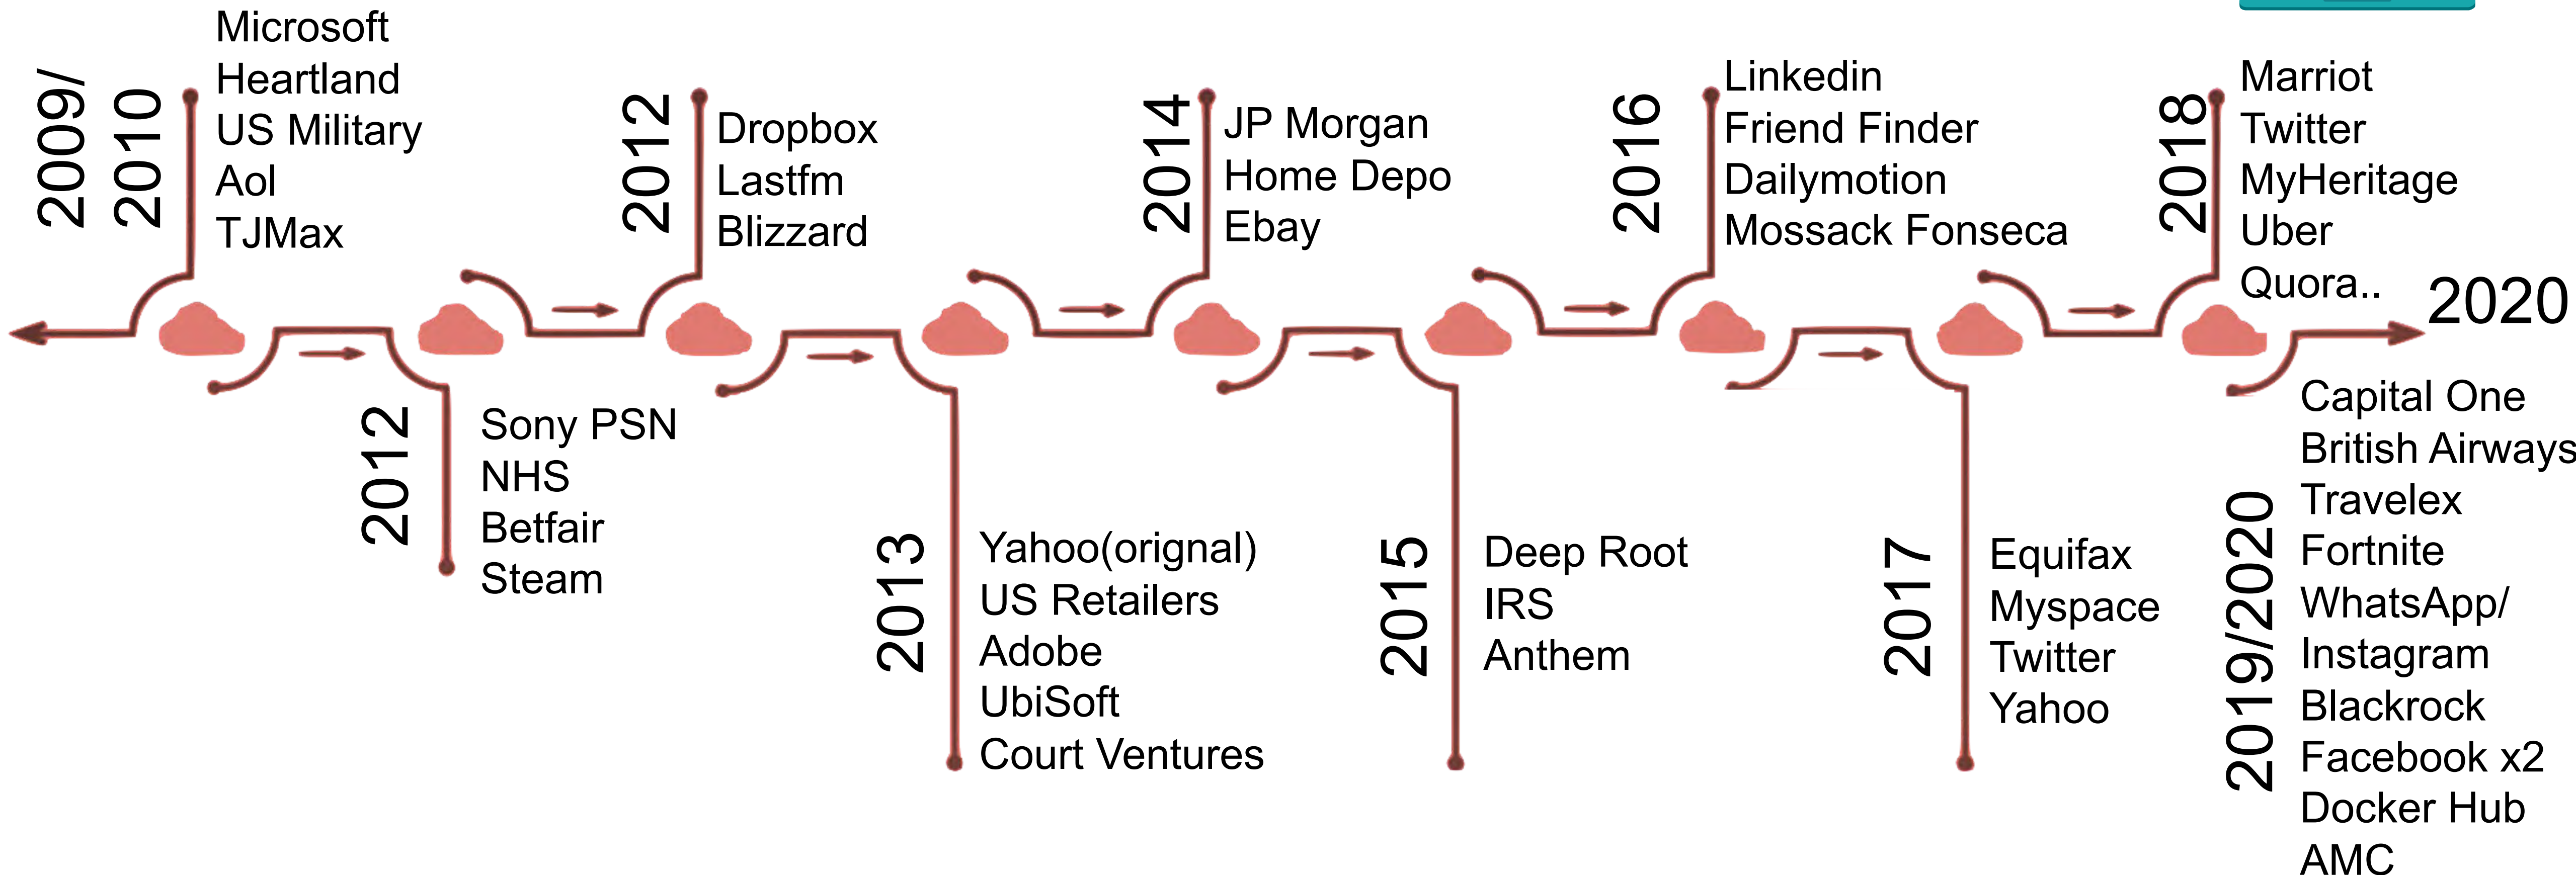 2009/
2010
Microsoft
Heartland
US Military
Aol
TJMax
2012
Sony PSN
NHS
Betfair
Steam
2012
Dropbox
Lastfm
Blizzard
2013
Yahoo(orignal)
US Retailers
Adobe
UbiSoft
Court Ventures
2014
JP Morgan
Home Depo
Ebay
2015
Deep Root
IRS
Anthem
2016
Linkedin
Friend Finder
Dailymotion
Mossack Fonseca
2017
Equifax
Myspace
Twitter
Yahoo
2018
Marriot
Twitter
MyHeritage
Uber
Quora..
2020
2019/2020
Capital One
British Airways
Travelex
Fortnite
WhatsApp/
Instagram
Blackrock
Facebook x2
Docker Hub
AMC